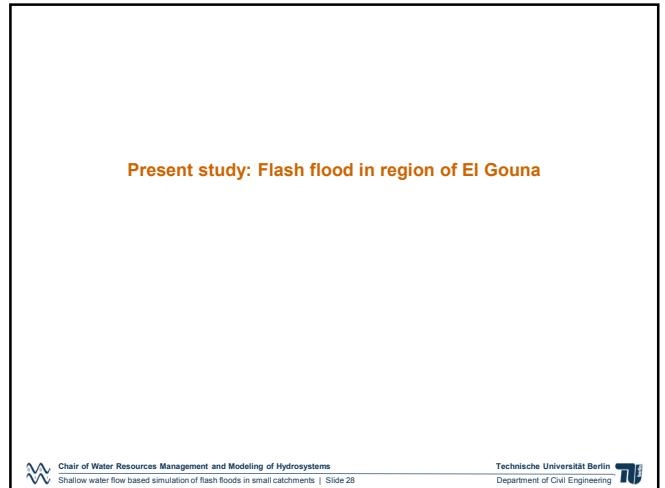 Present study: Flash flood in region of El Gouna
Chair of Water Resources Management and Modeling of Hydrosystems
Shallow water flow based simulation of flash floods in small catchments | Slide 28
Technische Universität Berlin
Department of Civil Engineering